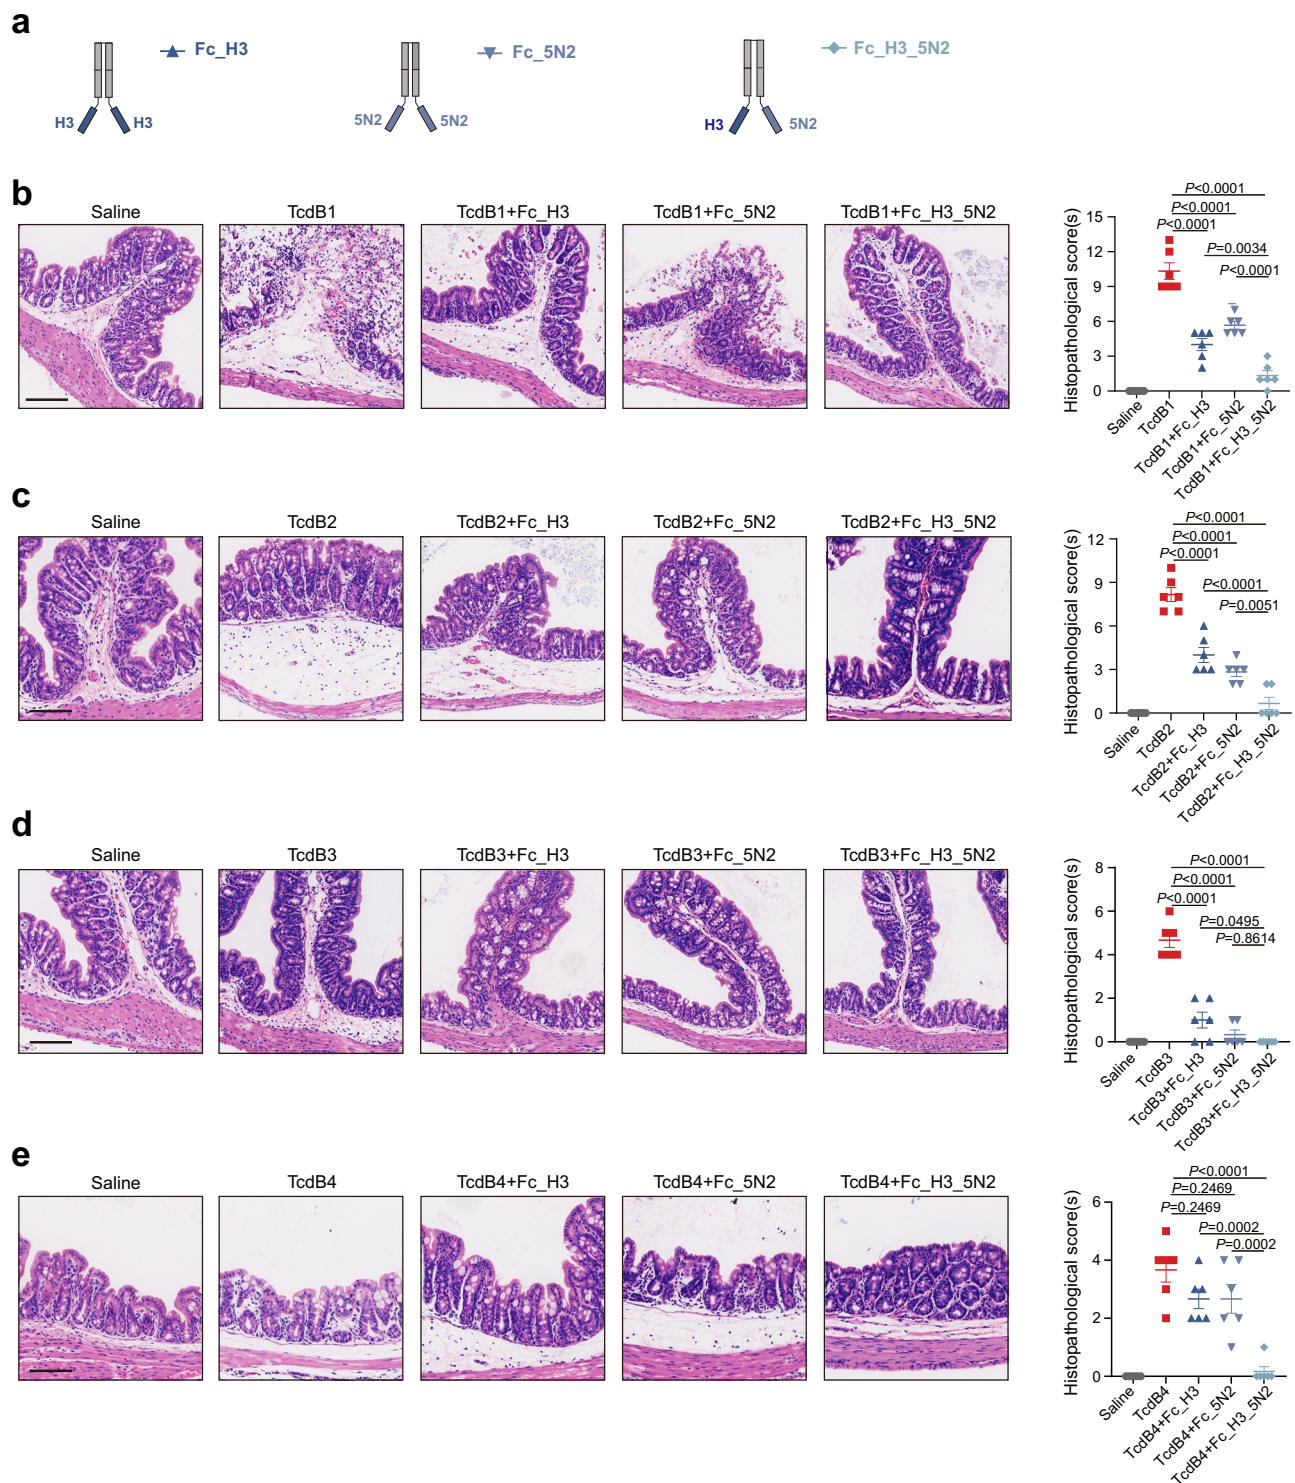 a
Fc_H3
Fc_5N2
Fc_H3_5N2
H3 H3
5N2 5N2
H3 5N2
b
Saline TcdB1 TcdB1+Fc_H3 TcdB1+Fc_5N2 TcdB1+Fc_H3_5N2
Histopathological score(s)
15
12
9
6
3
0
P<0.0001
P<0.0001
P<0.0001
P=0.0034
P<0.0001
Saline
TcdB1
TcdB1+Fc_H3
TcdB1+Fc_5N2
TcdB1+Fc_H3_5N2
c
Saline TcdB2 TcdB2+Fc_H3 TcdB2+Fc_5N2 TcdB2+Fc_H3_5N2
Histopathological score(s)
12
9
6
3
0
P<0.0001
P<0.0001
P<0.0001
P<0.0001
P=0.0051
Saline
TcdB2
TcdB2+Fc_H3
TcdB2+Fc_5N2
TcdB2+Fc_H3_5N2
d
Saline TcdB3 TcdB3+Fc_H3 TcdB3+Fc_5N2 TcdB3+Fc_H3_5N2
Histopathological score(s)
8
6
4
2
0
P<0.0001
P<0.0001
P<0.0001
P=0.0495
P=0.8614
Saline
TcdB3
TcdB3+Fc_H3
TcdB3+Fc_5N2
TcdB3+Fc_H3_5N2
e
Saline TcdB4 TcdB4+Fc_H3 TcdB4+Fc_5N2 TcdB4+Fc_H3_5N2
Histopathological score(s)
6
4
2
0
P<0.0001
P=0.2469
P=0.2469
P=0.0002
P=0.0002
Saline
TcdB4
TcdB4+Fc_H3
TcdB4+Fc_5N2
TcdB4+Fc_H3_5N2